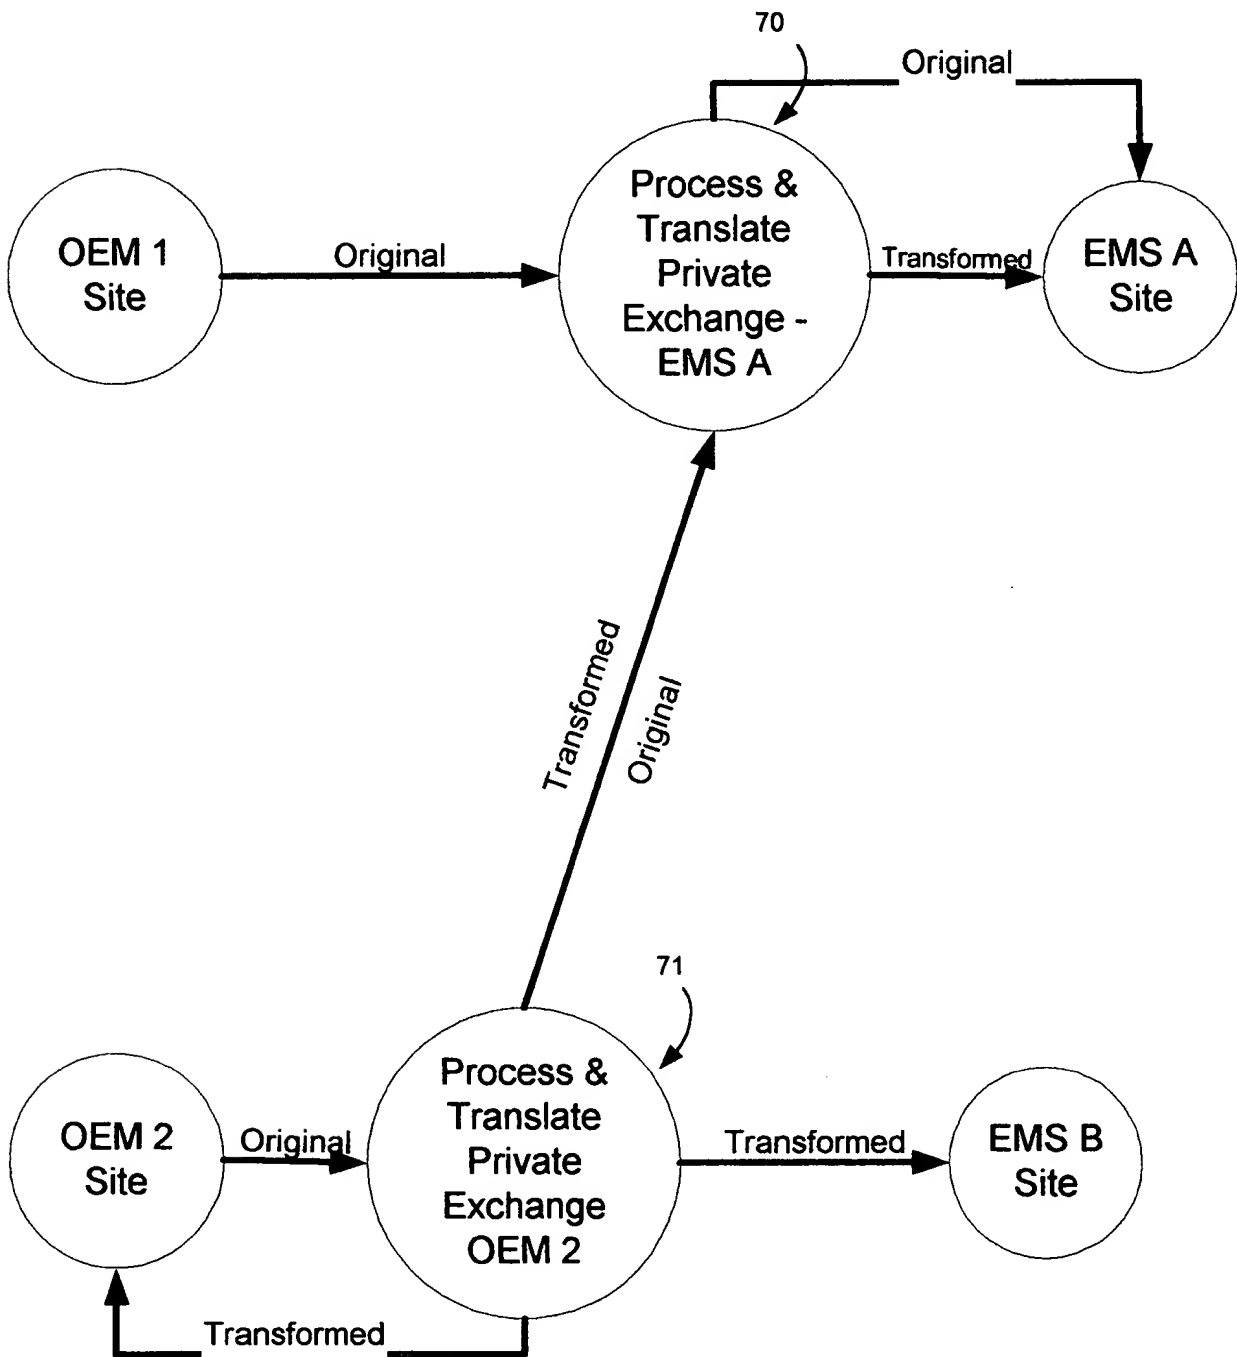 70
Original
Process &
Translate
Private
Exchange -
EMS A
OEM 1
Site
Original
Transformed
EMS A
Site
Transformed
Original
71
Process &
Translate
Private
Exchange
OEM 2
OEM 2
Site
Original
Transformed
EMS B
Site
Transformed